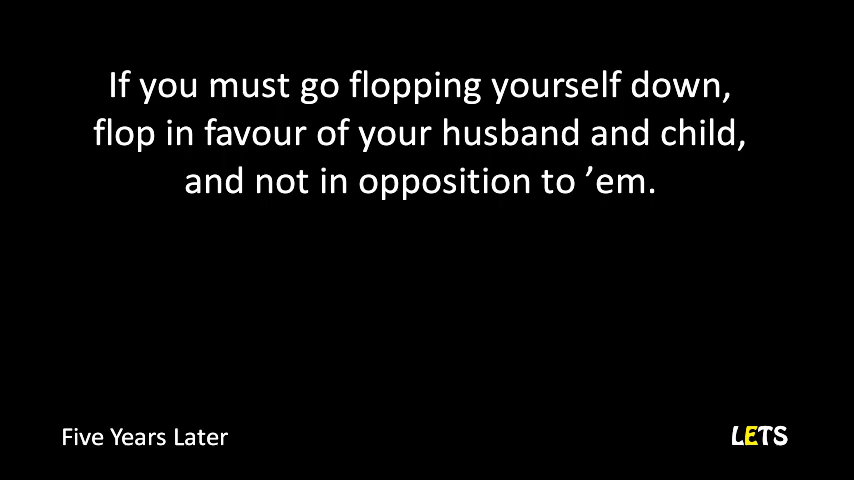 If you must go flopping yourself down,
flop in favour of your husband and child,
and not in opposition to ’em.
Five Years Later
LETS